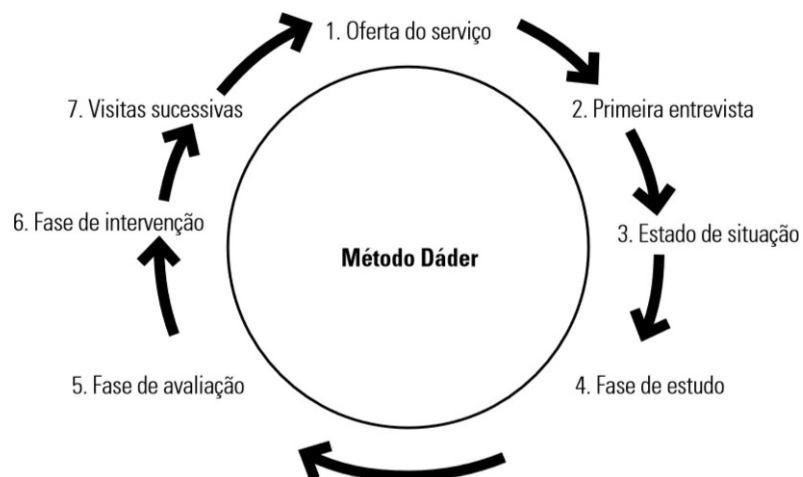 1. Oferta do serviço
2. Primeira entrevista
3. Estado de situação
4. Fase de estudo
5. Fase de avaliação
6. Fase de intervenção
7. Visitas sucessivas
Método Dáder